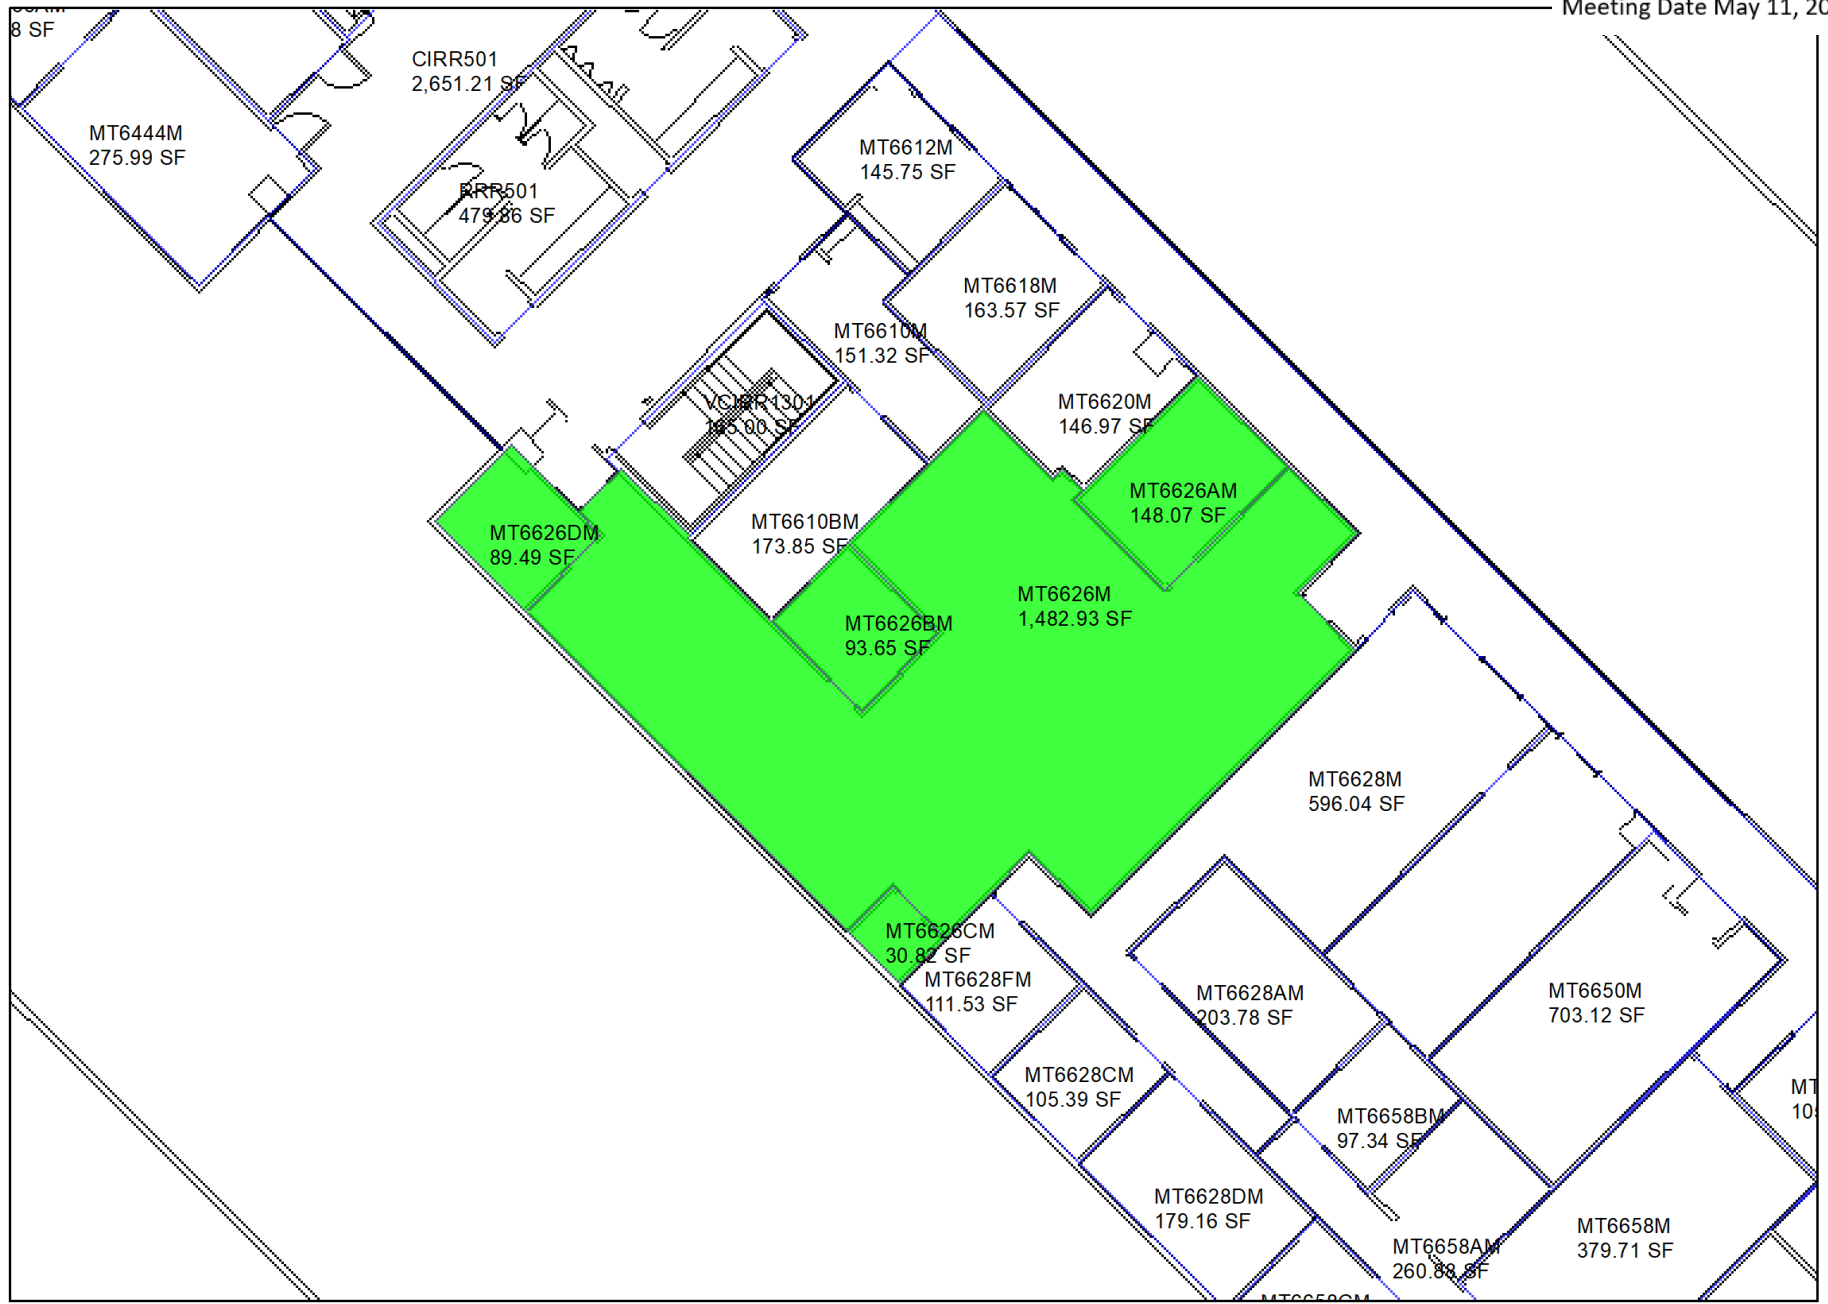 Meeting Date May 11, 20
8 SF
CIRR501
2,651.21 SF
MT6444M
275.99 SF
RRR501
479.86 SF
MT6612M
145.75 SF
MT6618M
163.57 SF
MT6610M
151.32 SF
VCIRR1301
MT6620M
146.97 SF
MT6626AM
148.07 SF
MT6626DM
89.49 SF
MT6610BM
173.85 SF
MT6626M
1,482.93 SF
MT6626BM
93.65 SF
MT6628M
596.04 SF
MT6626CM
30.82 SF
MT6628FM
111.53 SF
MT6628AM
203.78 SF
MT6650M
703.12 SF
MT6628CM
105.39 SF
MT
10
MT6658BM
97.34 SF
MT6628DM
179.16 SF
MT6658M
379.71 SF
MT6658AM
260.88 SF